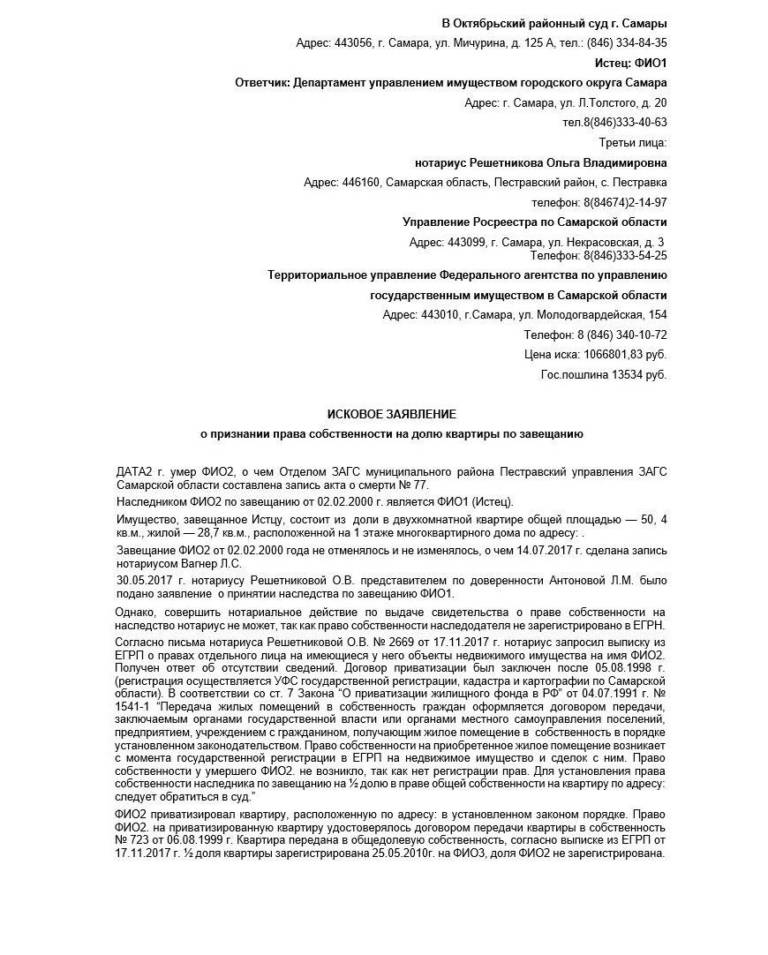 В Октябрьский районный суд г. Самары
Адрес: 443056, г. Самара, ул. Мичурина, д. 125 А, тел.: (846) 334-84-35
Истец: ФИО1
Ответчик: Департамент управлением имуществом городского округа Самара
Адрес: г. Самара, ул. Л.Толстого, д. 20
тел.8(846)333-40-63
Третьи лица:
нотариус Решетникова Ольга Владимировна
Адрес: 446160, Самарская область, Пестравский район, с. Пестравка
телефон: 8(84674)2-14-97
Управление Росреестра по Самарской области
Адрес: 443099, г. Самара, ул. Некрасовская, д. 3
Телефон: 8(846)333-54-25
Территориальное управление Федерального агентства по управлению
государственным имуществом в Самарской области
Адрес: 443010, г.Самара, ул. Молодогвардейская, 154
Телефон: 8 (846) 340-10-72
Цена иска: 1066801,83 руб.
Гос.пошлина 13534 руб.
ИСКОВОЕ ЗАЯВЛЕНИЕ
о признании права собственности на долю квартиры по завещанию
ДАТА2 г. умер ФИО2, о чем Отделом ЗАГС муниципального района Пестравский управления ЗАГС
Самарской области составлена запись акта о смерти № 77.
Наследником ФИО2 по завещанию от 02.02.2000 г. является ФИО1 (Истец).
Имущество, завещанное Истцу, состоит из доли в двухкомнатной квартире общей площадью — 50, 4
кв.м., жилой — 28,7 кв.м., расположенной на 1 этаже многоквартирного дома по адресу: .
Завещание ФИО2 от 02.02.2000 года не отменялось и не изменялось, о чем 14.07.2017 г. сделана запись
нотариусом Вагнер Л.С.
30.05.2017 г. нотариусу Решетниковой О.В. представителем по доверенности Антоновой Л.М. было
подано заявление о принятии наследства по завещанию ФИО1.
Однако, совершить нотариальное действие по выдаче свидетельства о праве собственности на
наследство нотариус не может, так как право собственности наследодателя не зарегистрировано в ЕГРН.
Согласно письма нотариуса Решетниковой О.В. № 2669 от 17.11.2017 г. нотариус запросил выписку из
ЕГРП о правах отдельного лица на имеющиеся у него объекты недвижимого имущества на имя ФИО2.
Получен ответ об отсутствии сведений. Договор приватизации был заключен после 05.08.1998 г.
(регистрация осуществляется УФС государственной регистрации, кадастра и картографии по Самарской
области). В соответствии со ст. 7 Закона “О приватизации жилищного фонда в РФ” от 04.07.1991 г. №
1541-1 “Передача жилых помещений в собственность граждан оформляется договором передачи,
заключаемым органами государственной власти или органами местного самоуправления поселений,
предприятием, учреждением с гражданином, получающим жилое помещение в собственность в порядке
установленном законодательством. Право собственности на приобретенное жилое помещение возникает
с момента государственной регистрации в ЕГРП на недвижимое имущество и сделок с ним. Право
собственности у умершего ФИО2. не возникло, так как нет регистрации прав. Для установления права
собственности наследника по завещанию на ½ долю в праве общей собственности на квартиру по адресу:
следует обратиться в суд.”
ФИО2 приватизировал квартиру, расположенную по адресу: в установленном законом порядке. Право
ФИО2. на приватизированную квартиру удостоверялось договором передачи квартиры в собственность
№ 723 от 06.08.1999 г. Квартира передана в общедолевую собственность, согласно выписке из ЕГРП от
17.11.2017 г. ½ доля квартиры зарегистрирована 25.05.2010г. на ФИО3, доля ФИО2 не зарегистрирована.